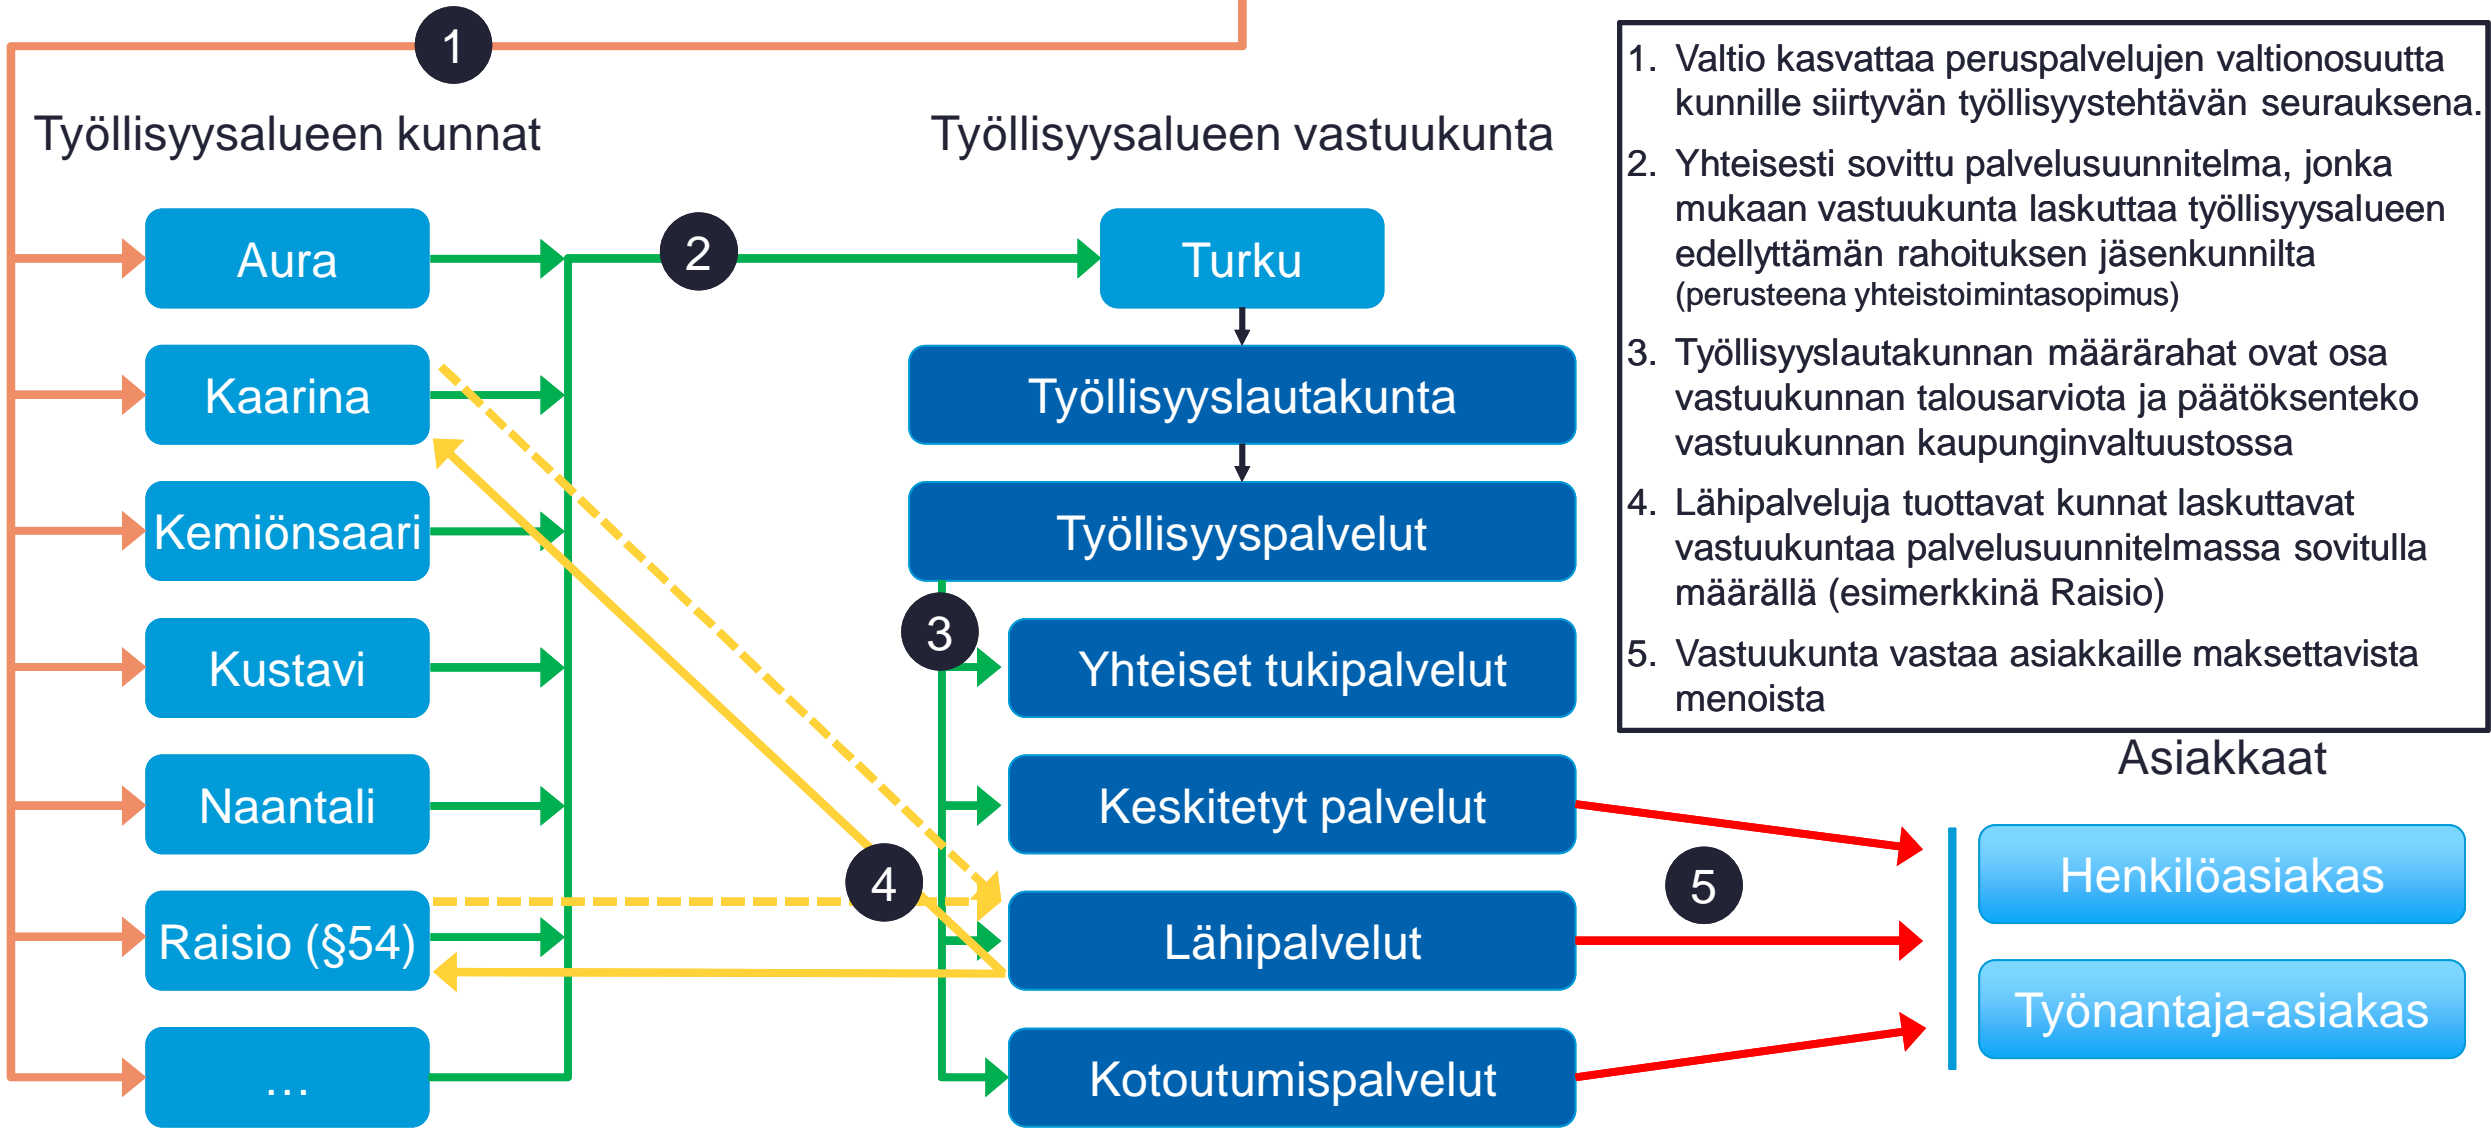 1
Työllisyysalueen kunnat
Aura
Kaarina
Kemiönsaari
Kustavi
Naantali
Raisio (§54)
...
2
Työllisyysalueen vastuukunta
Turku
Työllisyyslautakunta
Työllisyyspalvelut
3
Yhteiset tukipalvelut
Keskitetyt palvelut
4
Lähipalvelut
Kotoutumispalvelut
1. Valtio kasvattaa peruspalvelujen valtionosuutta
kunnille siirtyvän työllisyystehtävän seurauksena.
2. Yhteisesti sovittu palvelusuunnitelma, jonka
mukaan vastuukunta laskuttaa työllisyysalueen
edellyttämän rahoituksen jäsenkunnilta
(perusteena yhteistoimintasopimus)
3. Työllisyyslautakunnan määrärahat ovat osa
vastuukunnan talousarviota ja päätöksenteko
vastuukunnan kaupunginvaltuustossa
4. Lähipalveluja tuottavat kunnat laskuttavat
vastuukuntaa palvelusuunnitelmassa sovitulla
määrällä (esimerkkinä Raisio)
5. Vastuukunta vastaa asiakkaille maksettavista
menoista
Asiakkaat
5
Henkilöasiakas
Työnantaja-asiakas